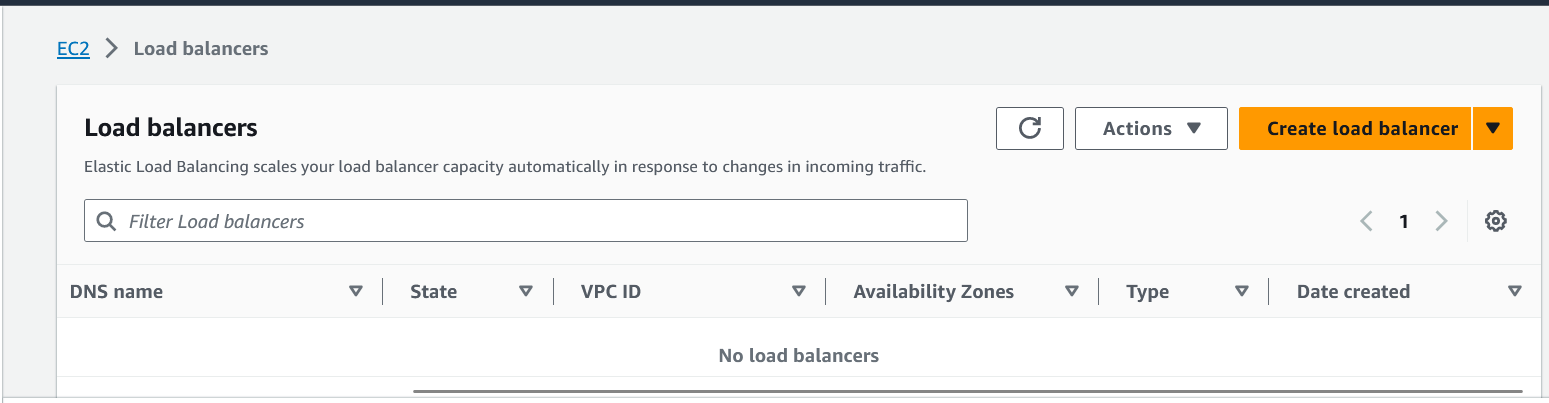 EC2 Load balancers
Load balancers
Actions
Create load balancer
Elastic Load Balancing scales your load balancer capacity automatically in response to changes in incoming traffic.
Filter Load balancers
1
DNS name State VPC ID Availability Zones Type Date created
No load balancers